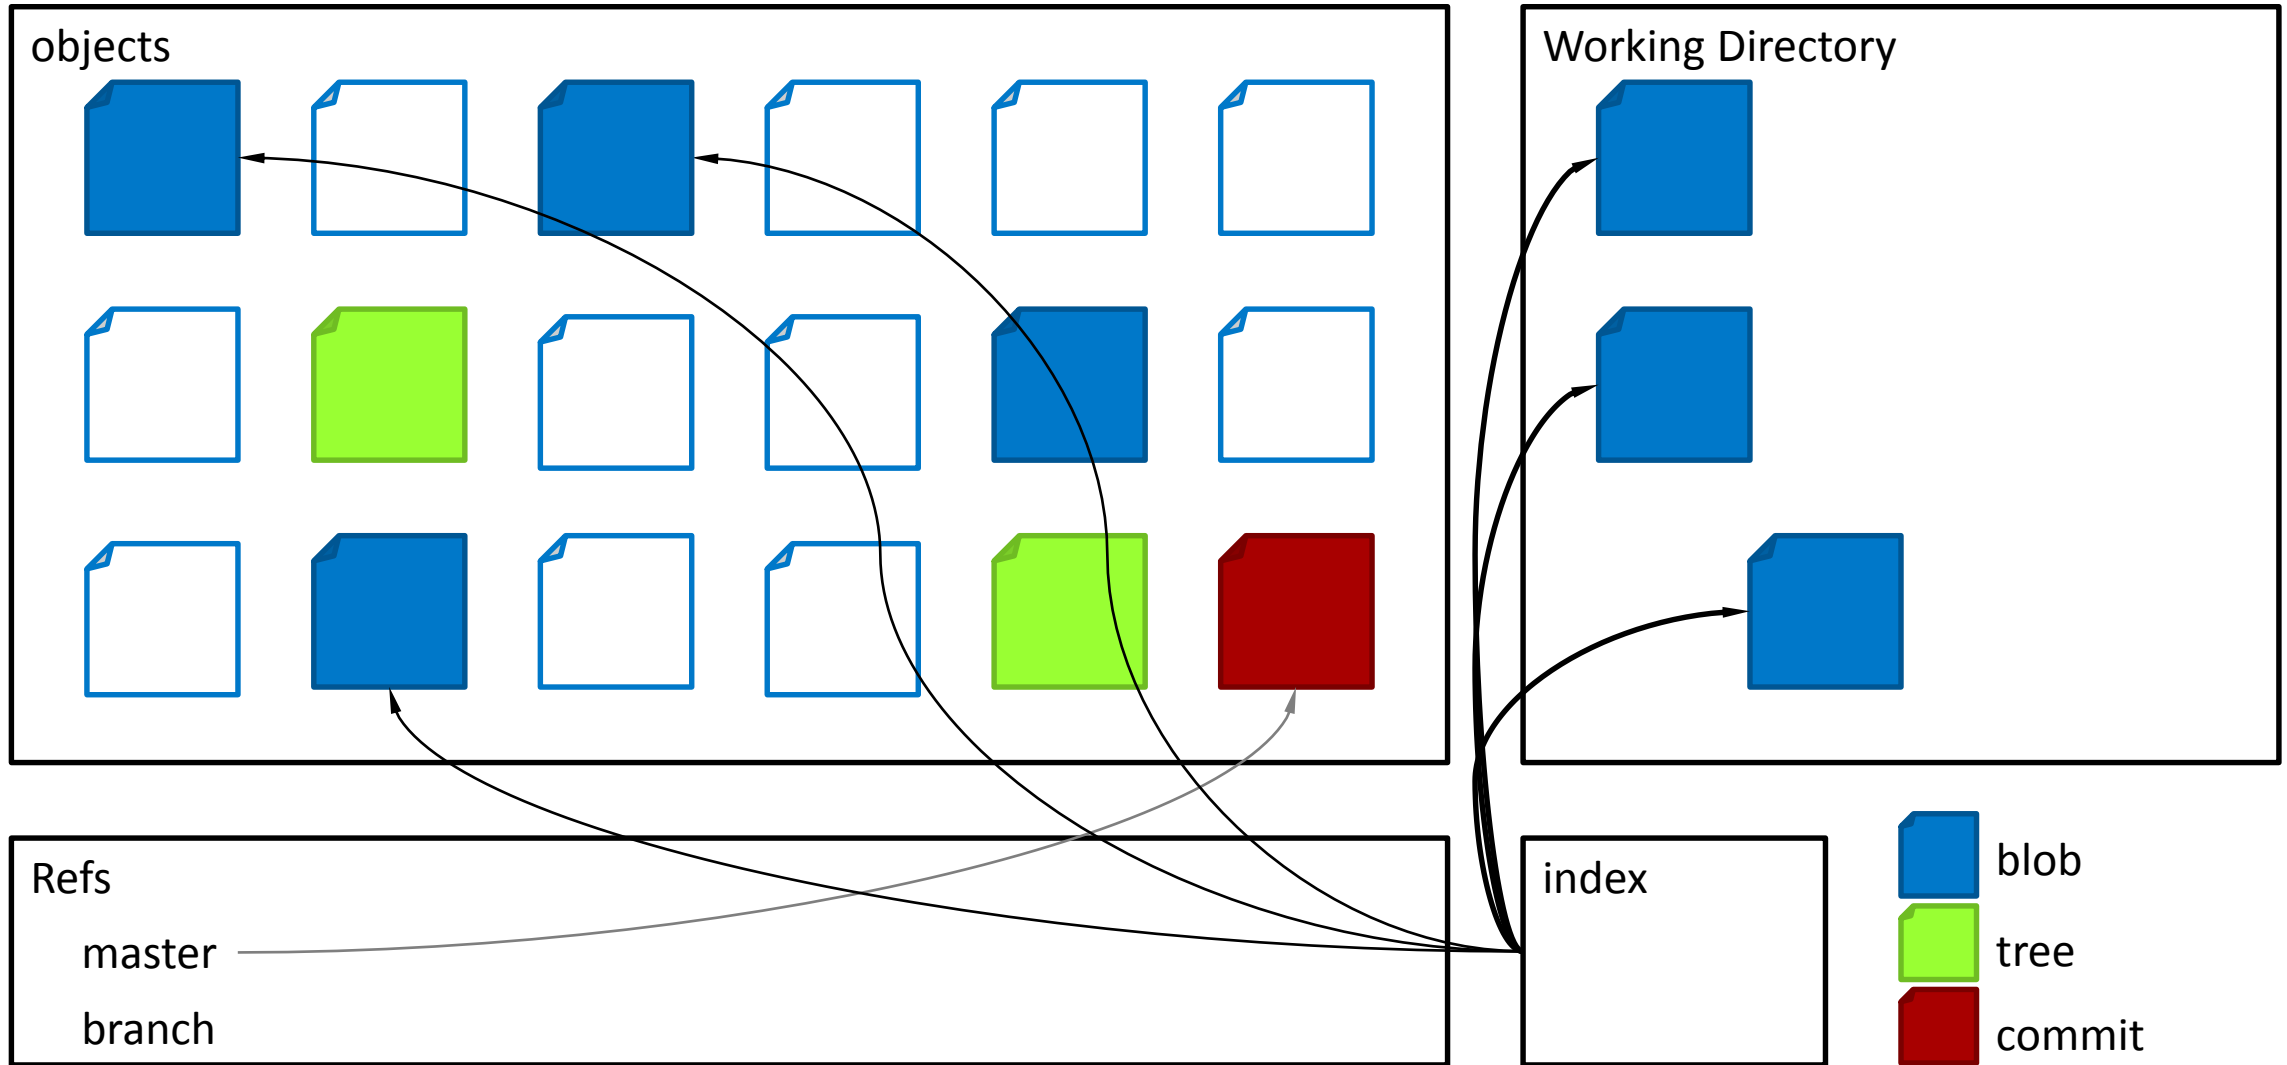 objects
Working Directory
Refs
master
branch
index
blob
tree
commit